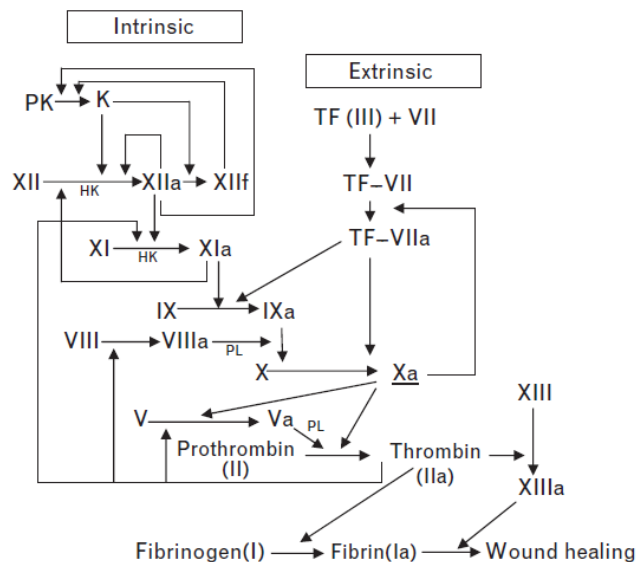 Intrinsic
Extrinsic
PK K
TF (III) + VII
XII HK XIIa XIIf
TF–VII
XI HK XIa
TF–VIIa
IX IXa
VIII VIIIa PL
X Xa
XIII
V Va PL
Prothrombin
(II)
Thrombin
(IIa)
XIIIa
Fibrinogen(I) Fibrin(Ia) Wound healing